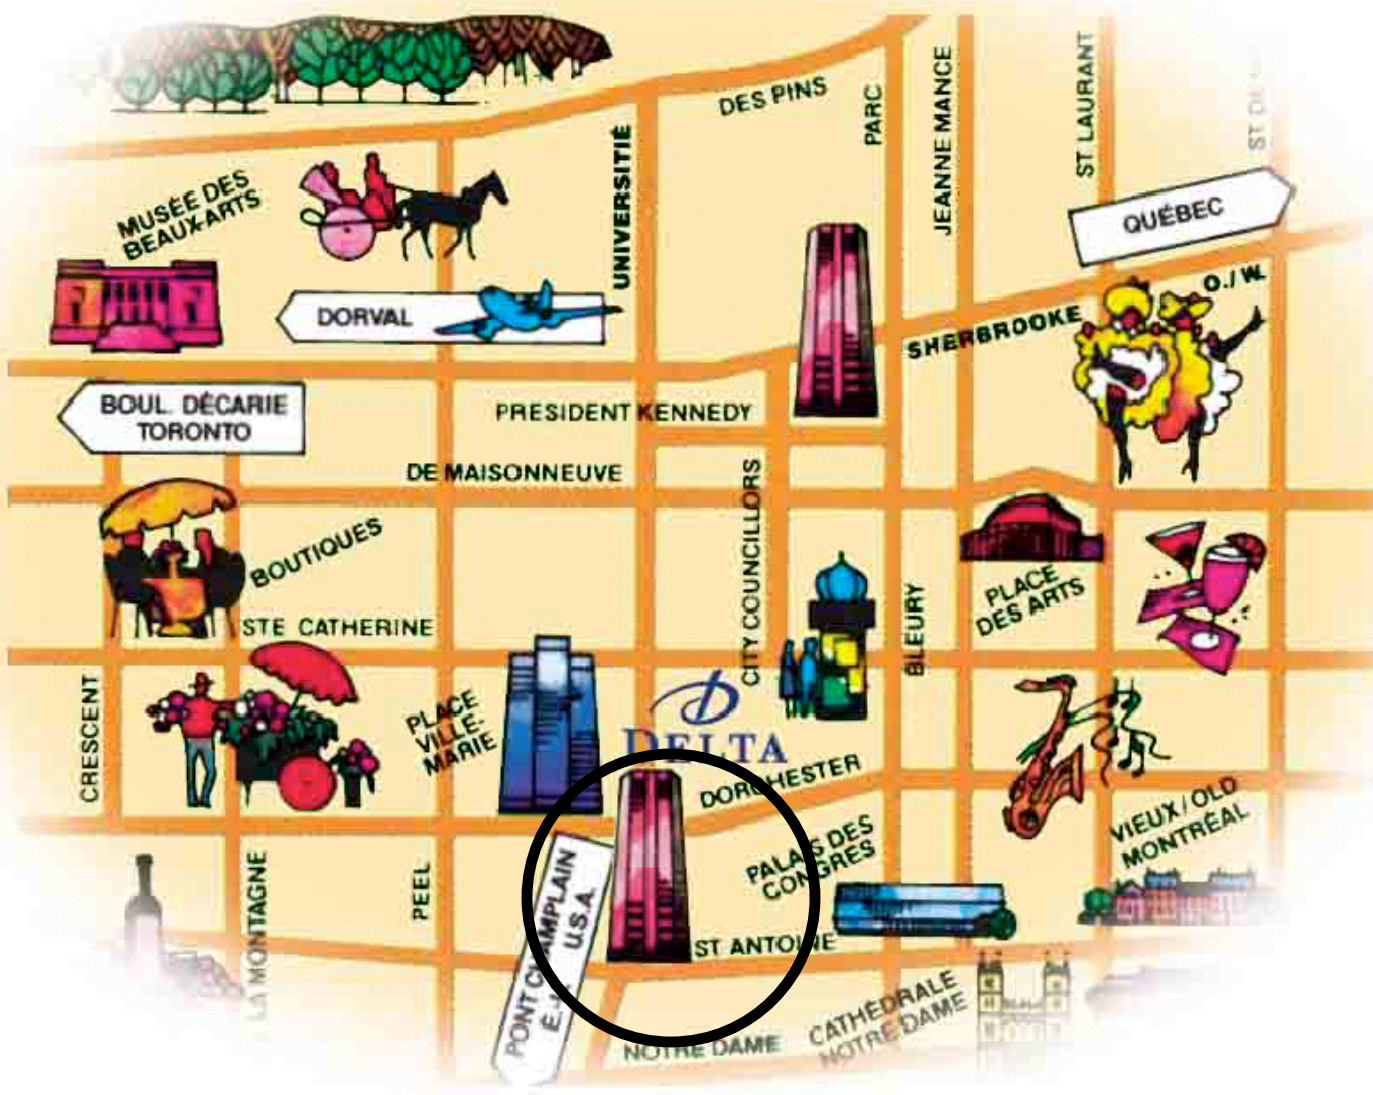 DES PINS
PARC
JEANNE MANCE
ST LAURANT
UNIVERSITIÉ
MUSÉE DES
BEAUX-ARTS
QUÉBEC
O./W.
DORVAL
SHERBROOKE
BOUL. DÉCARIE
TORONTO
PRESIDENT KENNEDY
DE MAISONNEUVE
CITY COUNCILLORS
BOUTIQUES
PLACE
DES ARTS
BLEURY
STE CATHERINE
CRESCENT
PLACE
VILLE-
MARIE
DELTA
DORCHESTER
VIEUX / OLD
MONTRÉAL
PALAIS DES
CONGRÈS
LA MONTAGNE
PEEL
PONT CHAMPLAIN
U.S.A.
ST ANTOINE
CATHÉDRALE
NOTRE DAME
NOTRE DAME